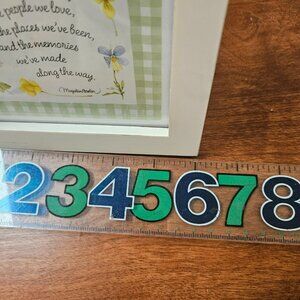 people we love,
the places we've been,
and the memories
we've made
along the way.
2345678